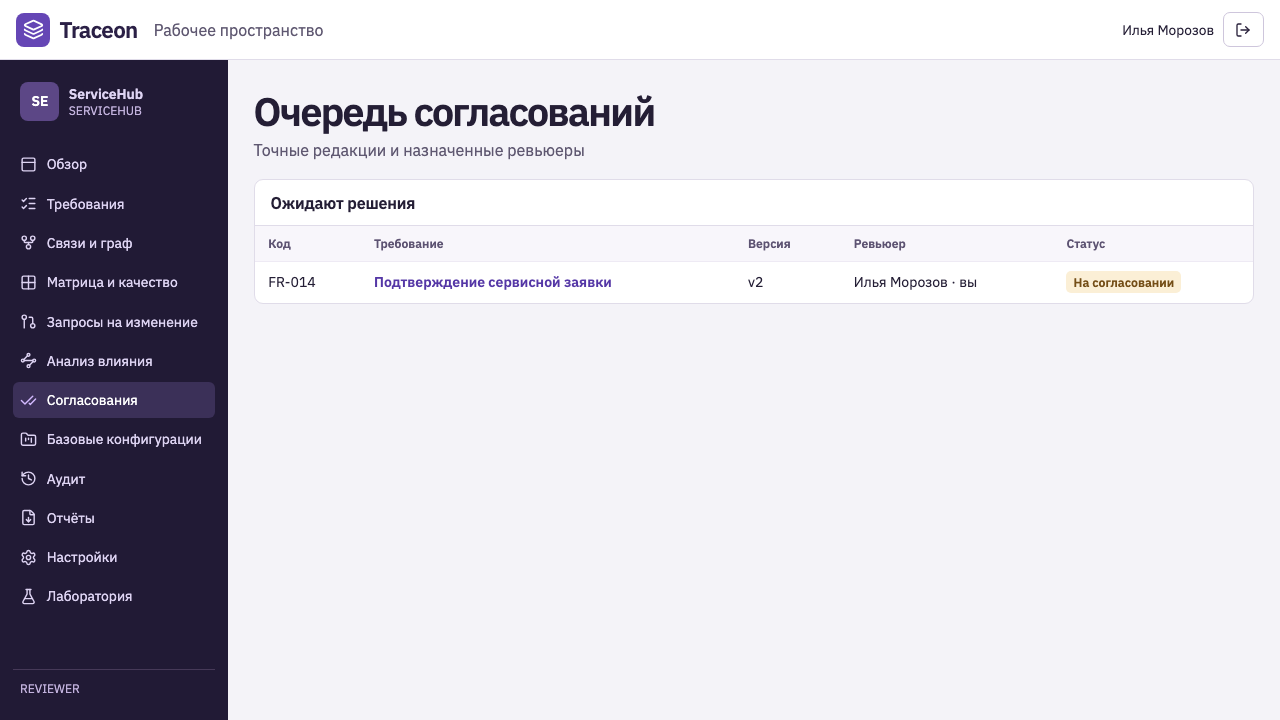 Traceon
Рабочее пространство
Илья Морозов
SE
ServiceHub
SERVICEHUB
Обзор
Требования
Связи и граф
Матрица и качество
Запросы на изменение
Анализ влияния
Согласования
Базовые конфигурации
Аудит
Отчёты
Настройки
Лаборатория
REVIEWER
Очередь согласований
Точные редакции и назначенные ревьюеры
Ожидают решения
Код Требование Версия Ревьюер Статус
FR-014 Подтверждение сервисной заявки v2 Илья Морозов · вы На согласовании